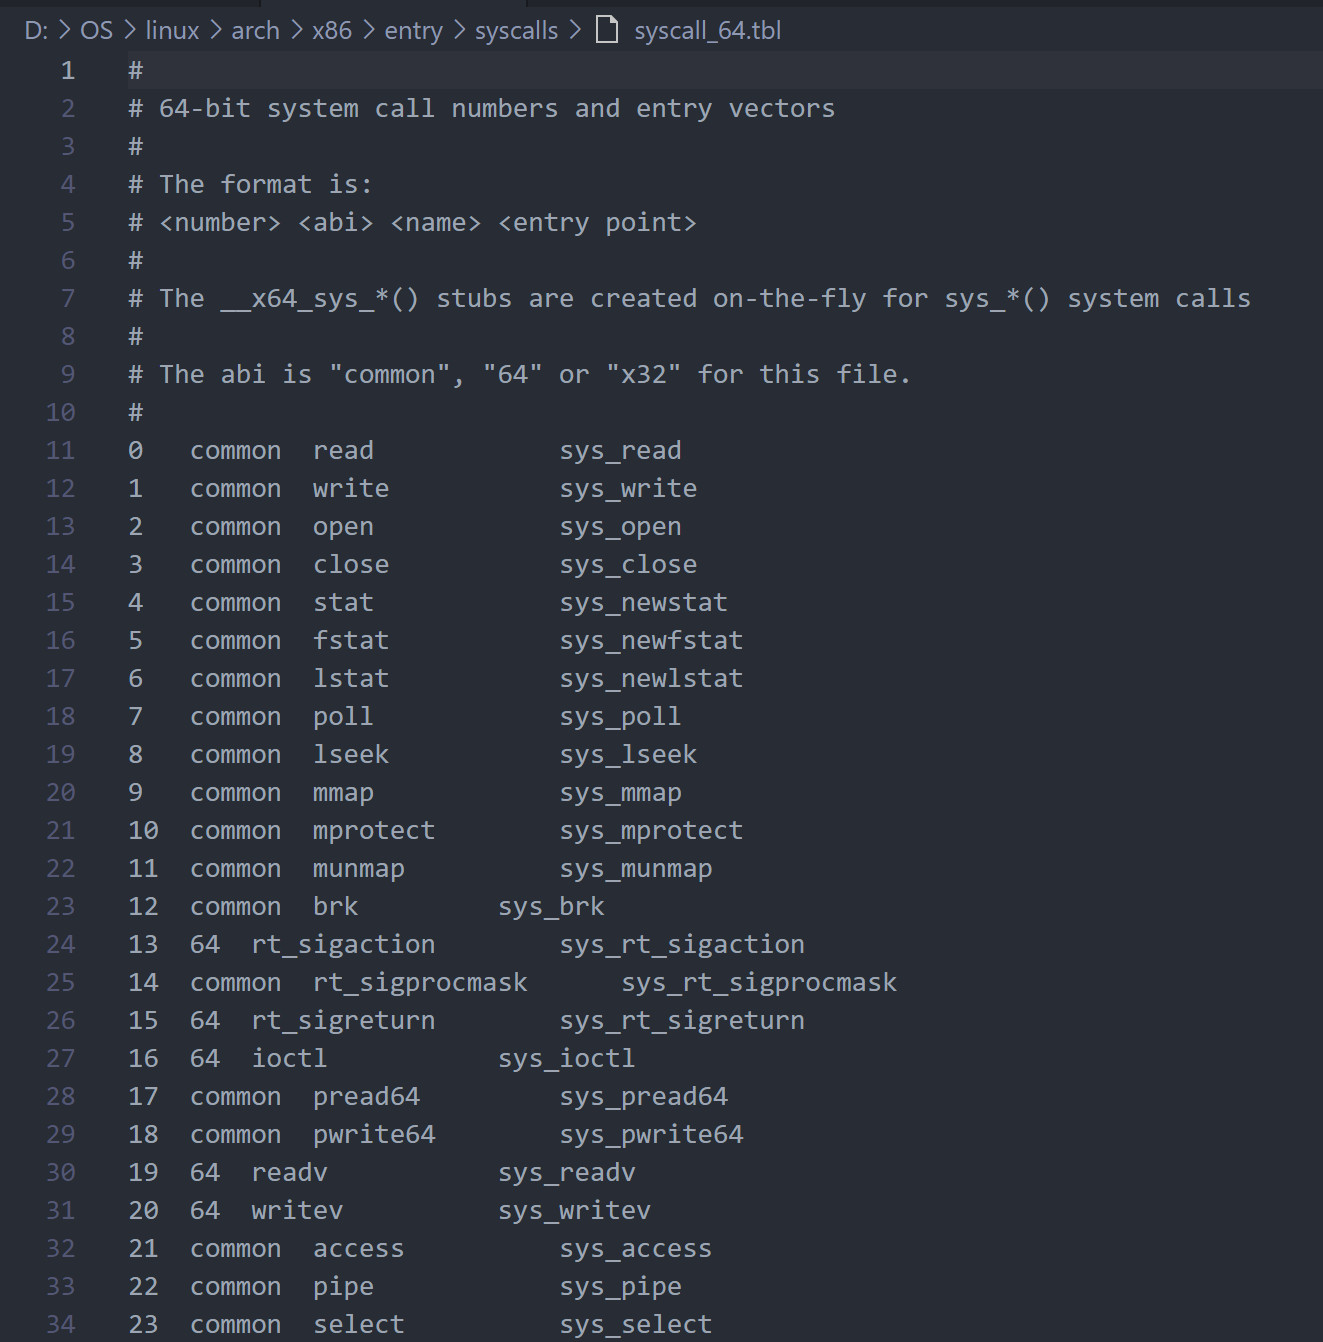 D: > OS > linux > arch > x86 > entry > syscalls > syscall_64.tbl
1 #
2 # 64-bit system call numbers and entry vectors
3 #
4 # The format is:
5 # <number> <abi> <name> <entry point>
6 #
7 # The __x64_sys_*() stubs are created on-the-fly for sys_*() system calls
8 #
9 # The abi is "common", "64" or "x32" for this file.
10 #
11 0 common read sys_read
12 1 common write sys_write
13 2 common open sys_open
14 3 common close sys_close
15 4 common stat sys_newstat
16 5 common fstat sys_newfstat
17 6 common lstat sys_newlstat
18 7 common poll sys_poll
19 8 common lseek sys_lseek
20 9 common mmap sys_mmap
21 10 common mprotect sys_mprotect
22 11 common munmap sys_munmap
23 12 common brk sys_brk
24 13 64 rt_sigaction sys_rt_sigaction
25 14 common rt_sigprocmask sys_rt_sigprocmask
26 15 64 rt_sigreturn sys_rt_sigreturn
27 16 64 ioctl sys_ioctl
28 17 common pread64 sys_pread64
29 18 common pwrite64 sys_pwrite64
30 19 64 readv sys_readv
31 20 64 writev sys_writev
32 21 common access sys_access
33 22 common pipe sys_pipe
34 23 common select sys_select